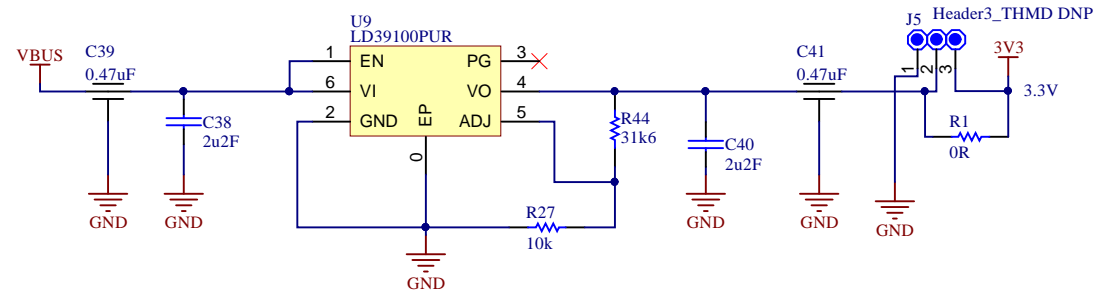 U9
LD39100PUR
J5
Header3_THMD DNP
VBUS
C39
0.47uF
1
EN
PG
3
C41
0.47uF
1
2
3
3V3
6
VI
VO
4
3.3V
C38
2u2F
2
GND
EP
ADJ
5
R44
31k6
R1
0R
C40
2u2F
0
GND
GND
R27
10k
GND
GND
GND
GND